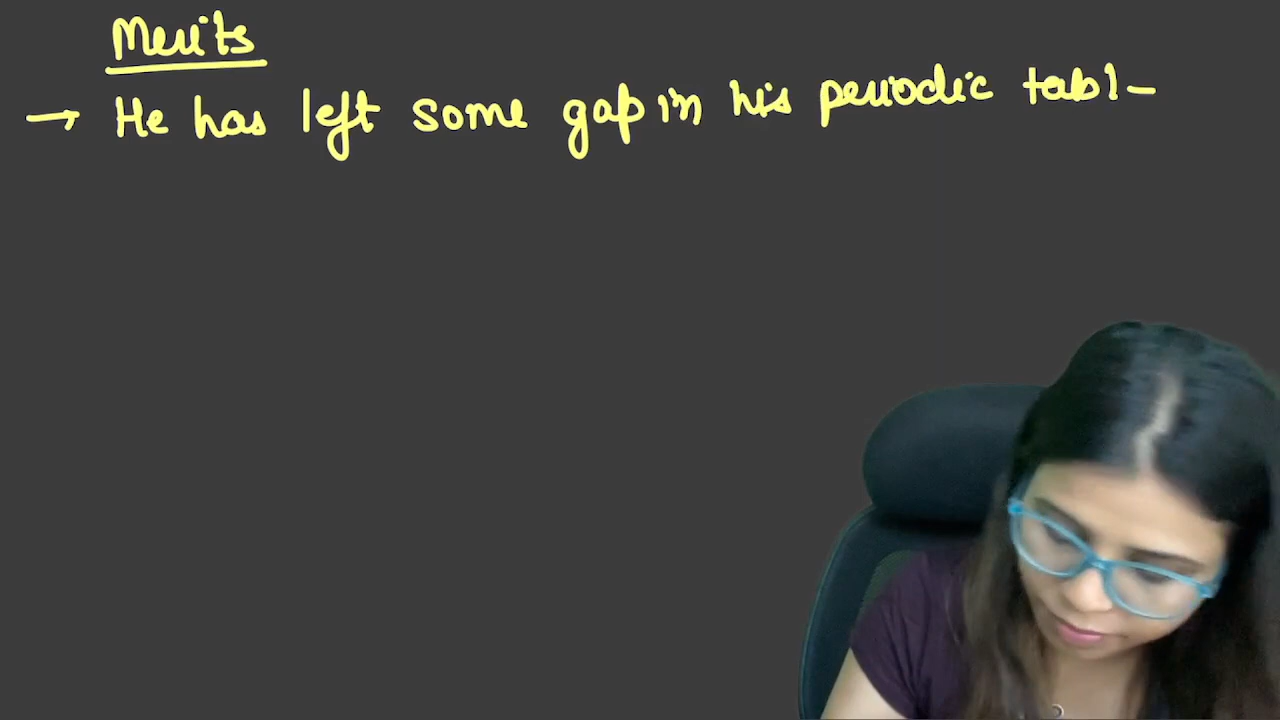 Merits
→ He has left some gap in his periodic tabl-